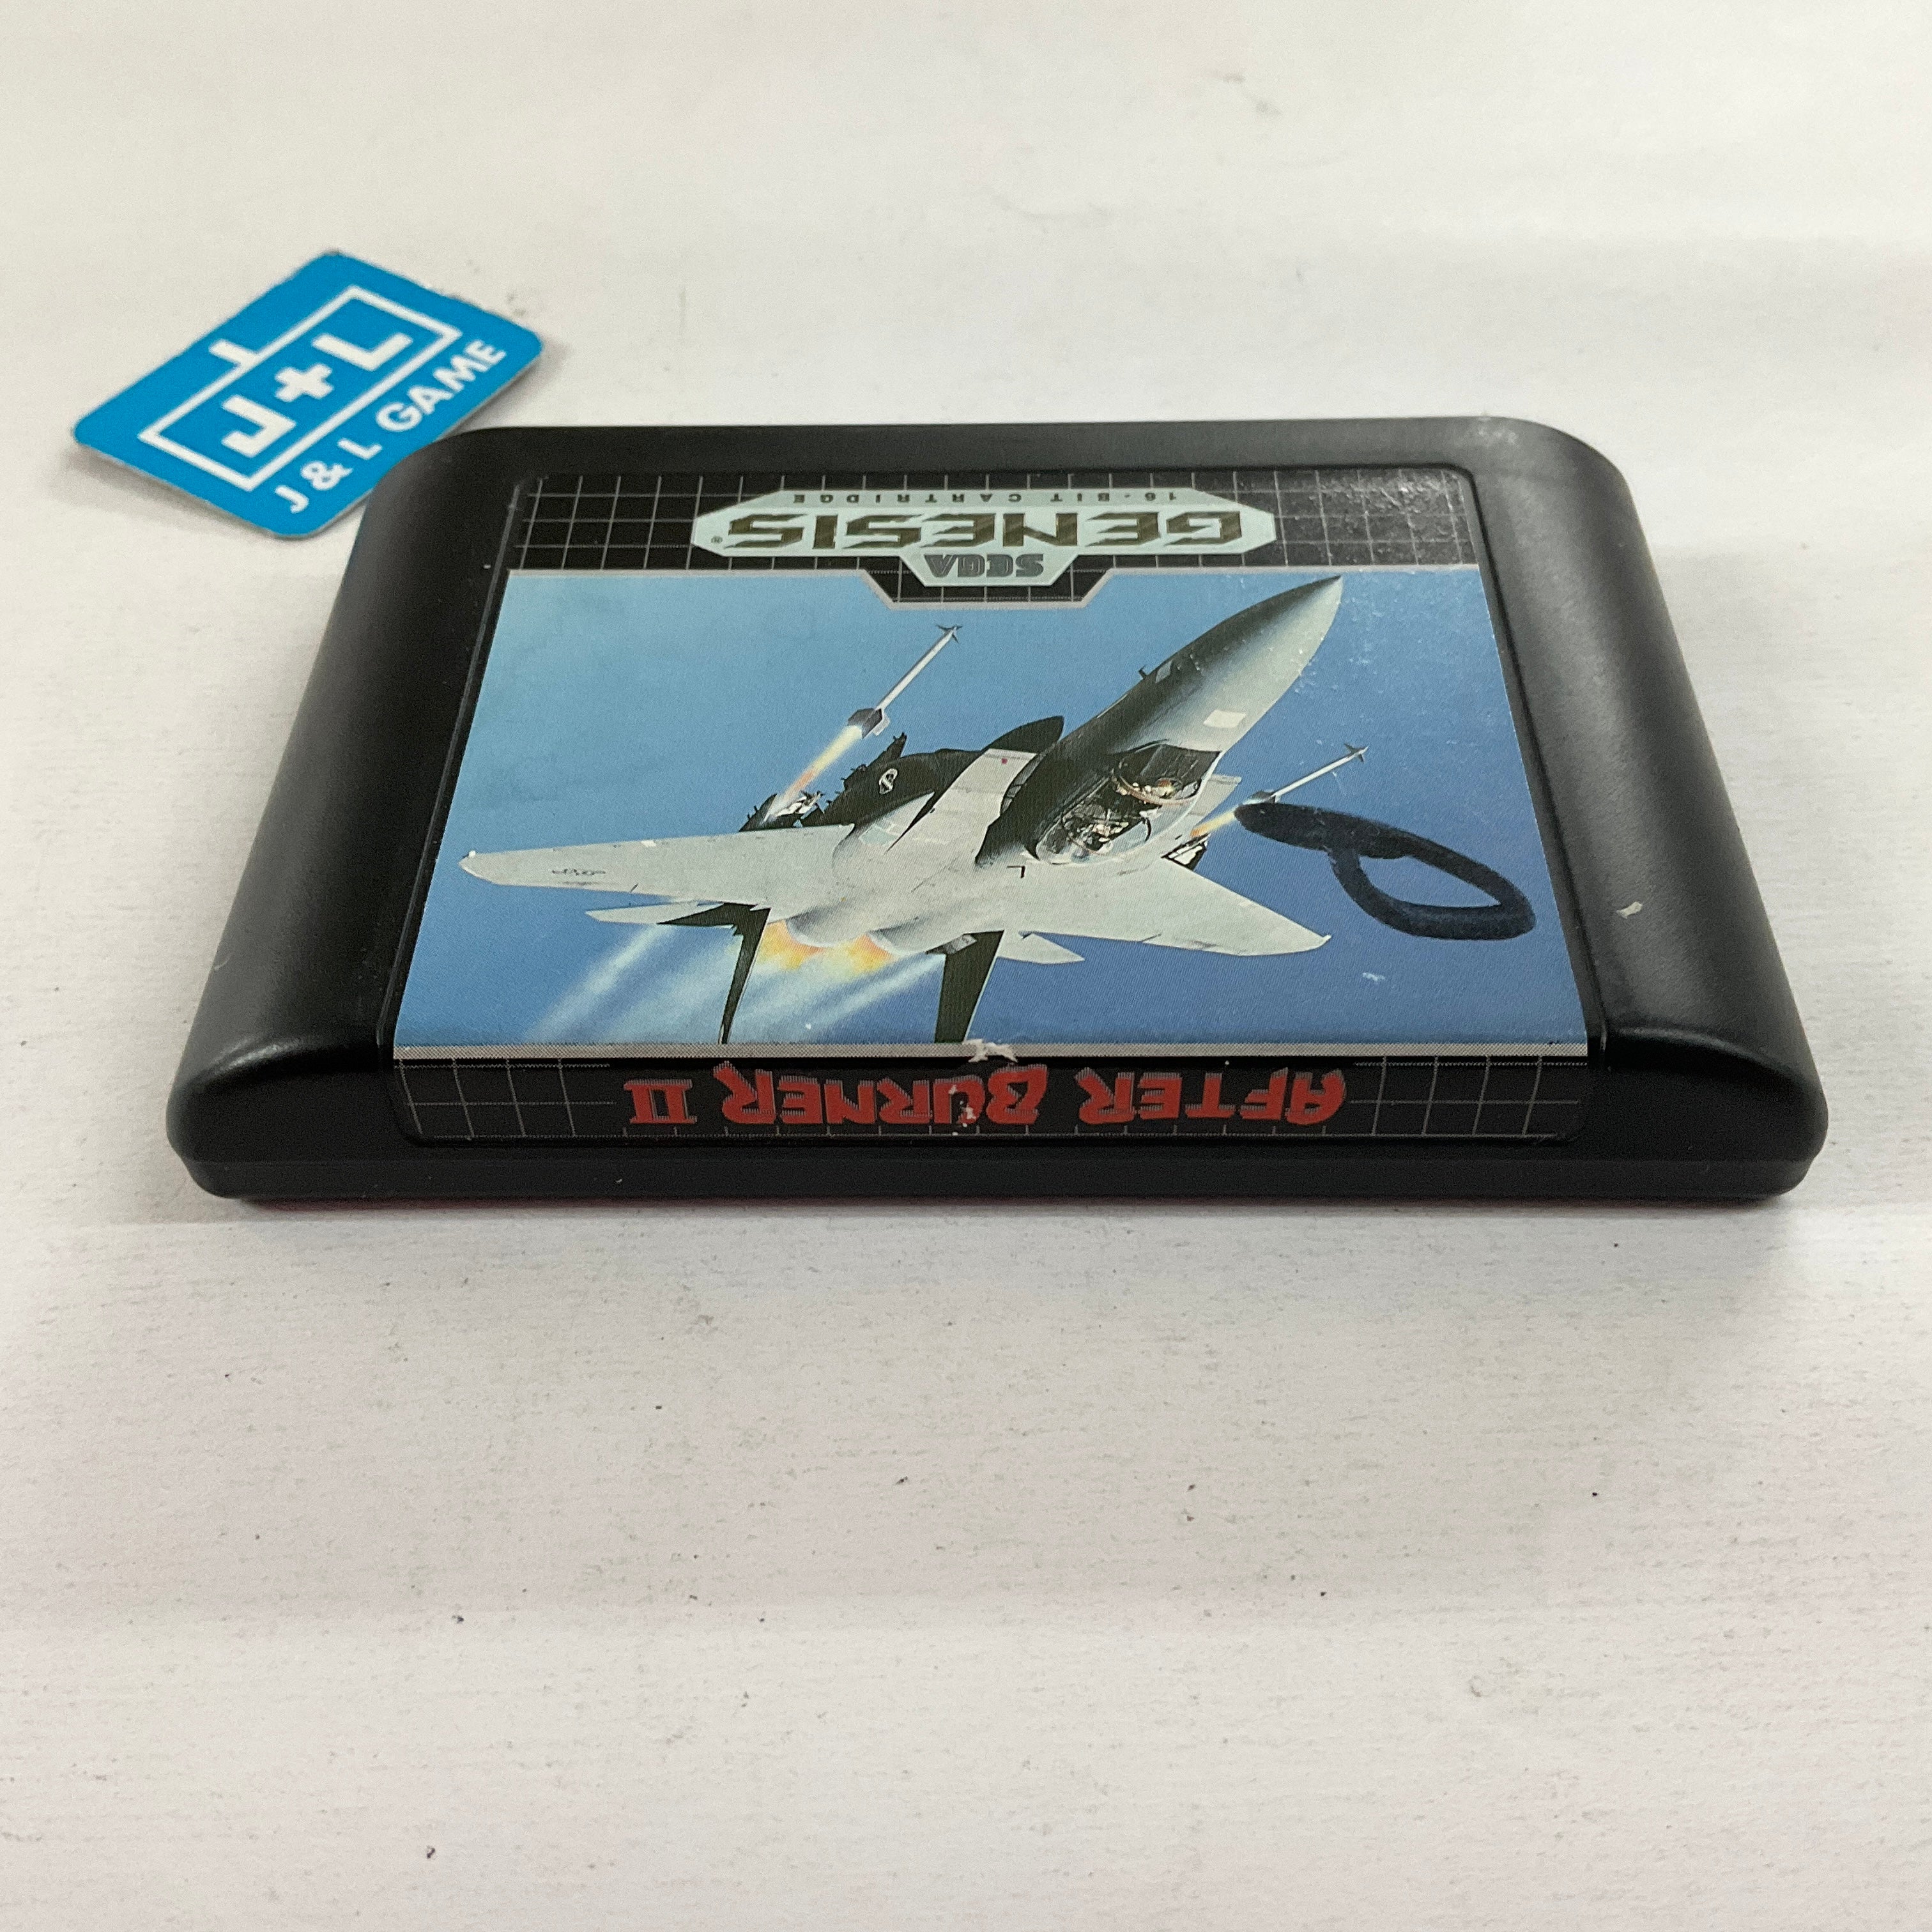 J+L
J & L GAME
AFTER BURNER II
SEGA
GENESIS®
16-BIT CARTRIDGE